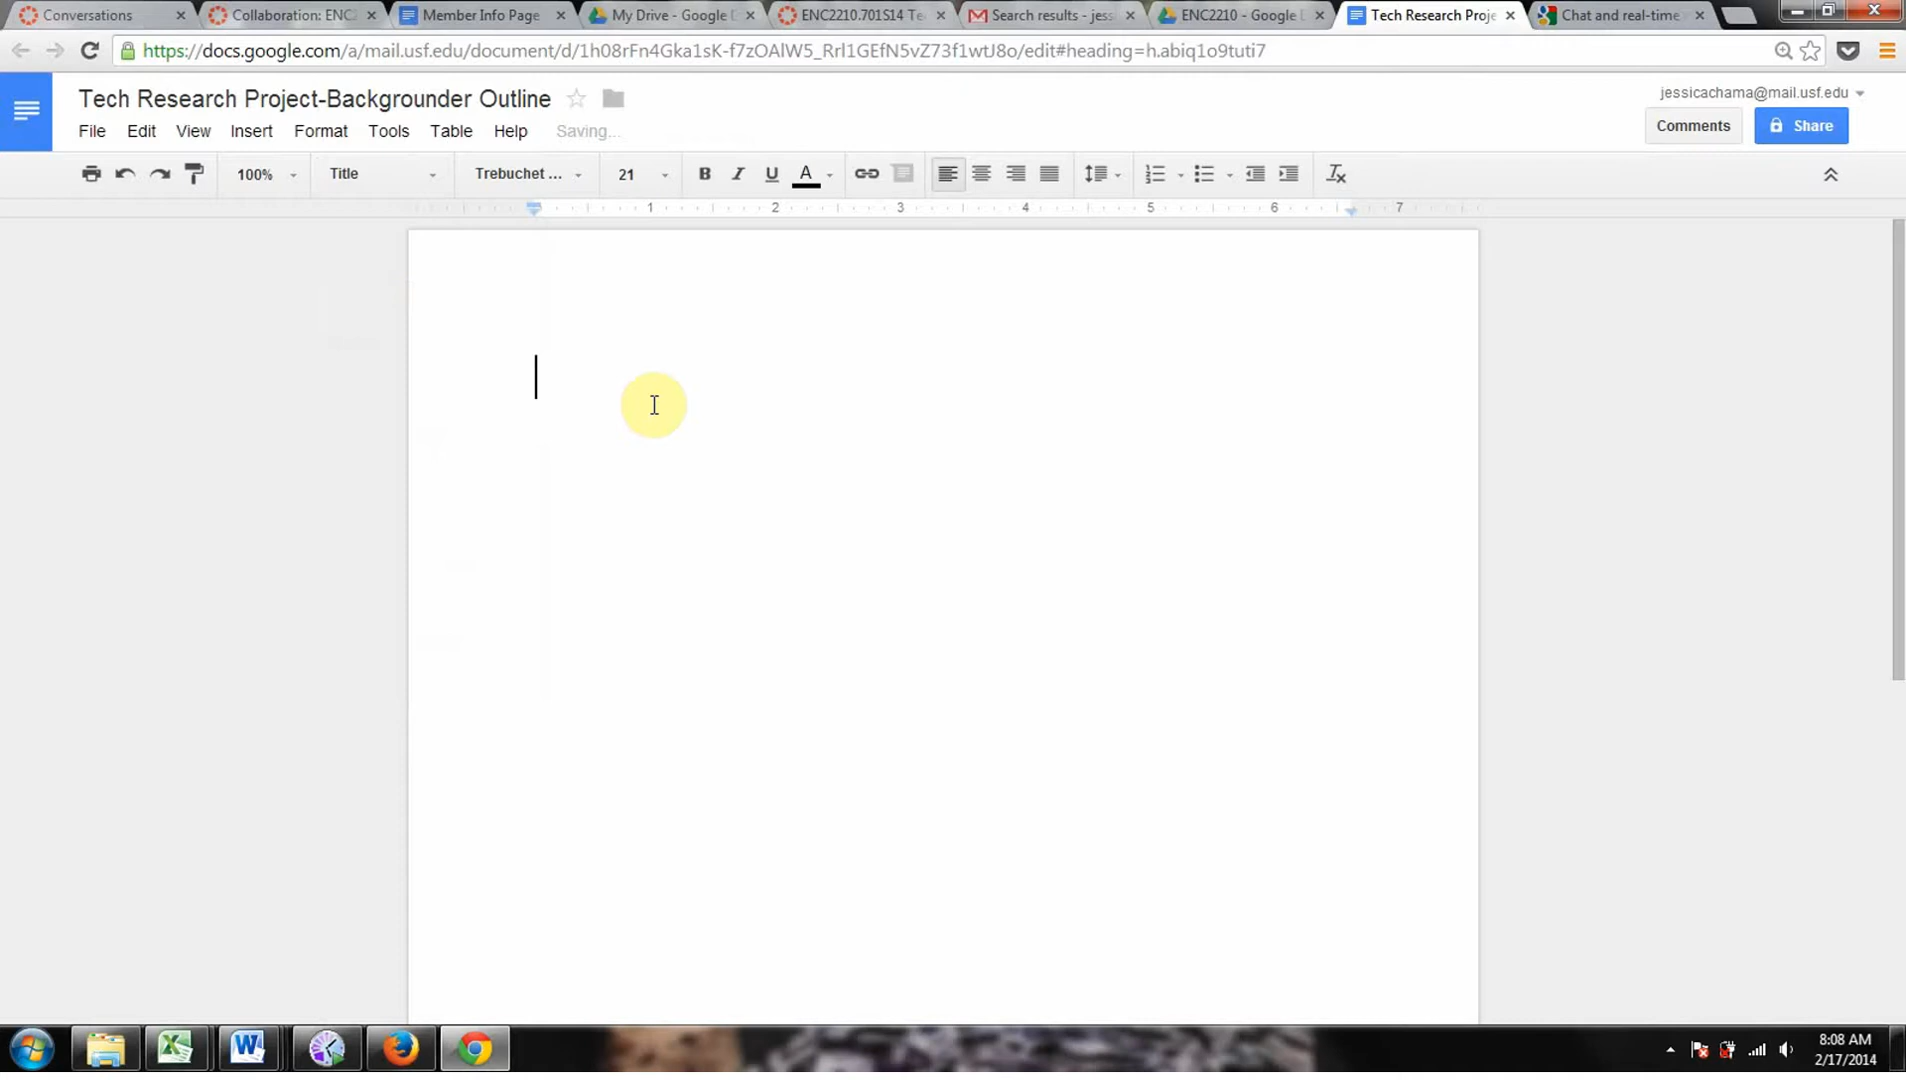 Conversations
Collaboration: ENC2
Member Info Page
My Drive - Google D
ENC2210.701S14 Te
Search results - jess
ENC2210 - Google D
Tech Research Proje
Chat and real-time
https://docs.google.com/a/mail.usf.edu/document/d/1h08rFn4Gka1sK-f7zOAlW5_Rrl1GEfN5vZ73f1wtJ8o/edit#heading=h.abiq1o9tuti7
Tech Research Project-Backgrounder Outline
jessicachama@mail.usf.edu
File Edit View Insert Format Tools Table Help Saving...
Comments
Share
100% Title Trebuchet ... 21 B I U A
1 2 3 4 5 6 7
8:08 AM
2/17/2014